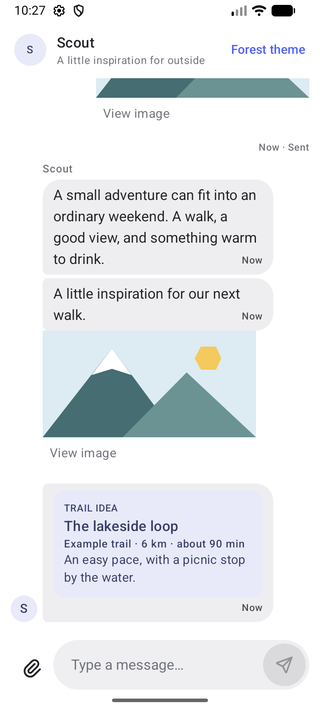 10:27
S
Scout
A little inspiration for outside
Forest theme
View image
Now · Sent
Scout
A small adventure can fit into an
ordinary weekend. A walk, a
good view, and something warm
to drink.
Now
A little inspiration for our next
walk.
Now
View image
TRAIL IDEA
The lakeside loop
Example trail · 6 km · about 90 min
An easy pace, with a picnic stop
by the water.
Now
S
Type a message...